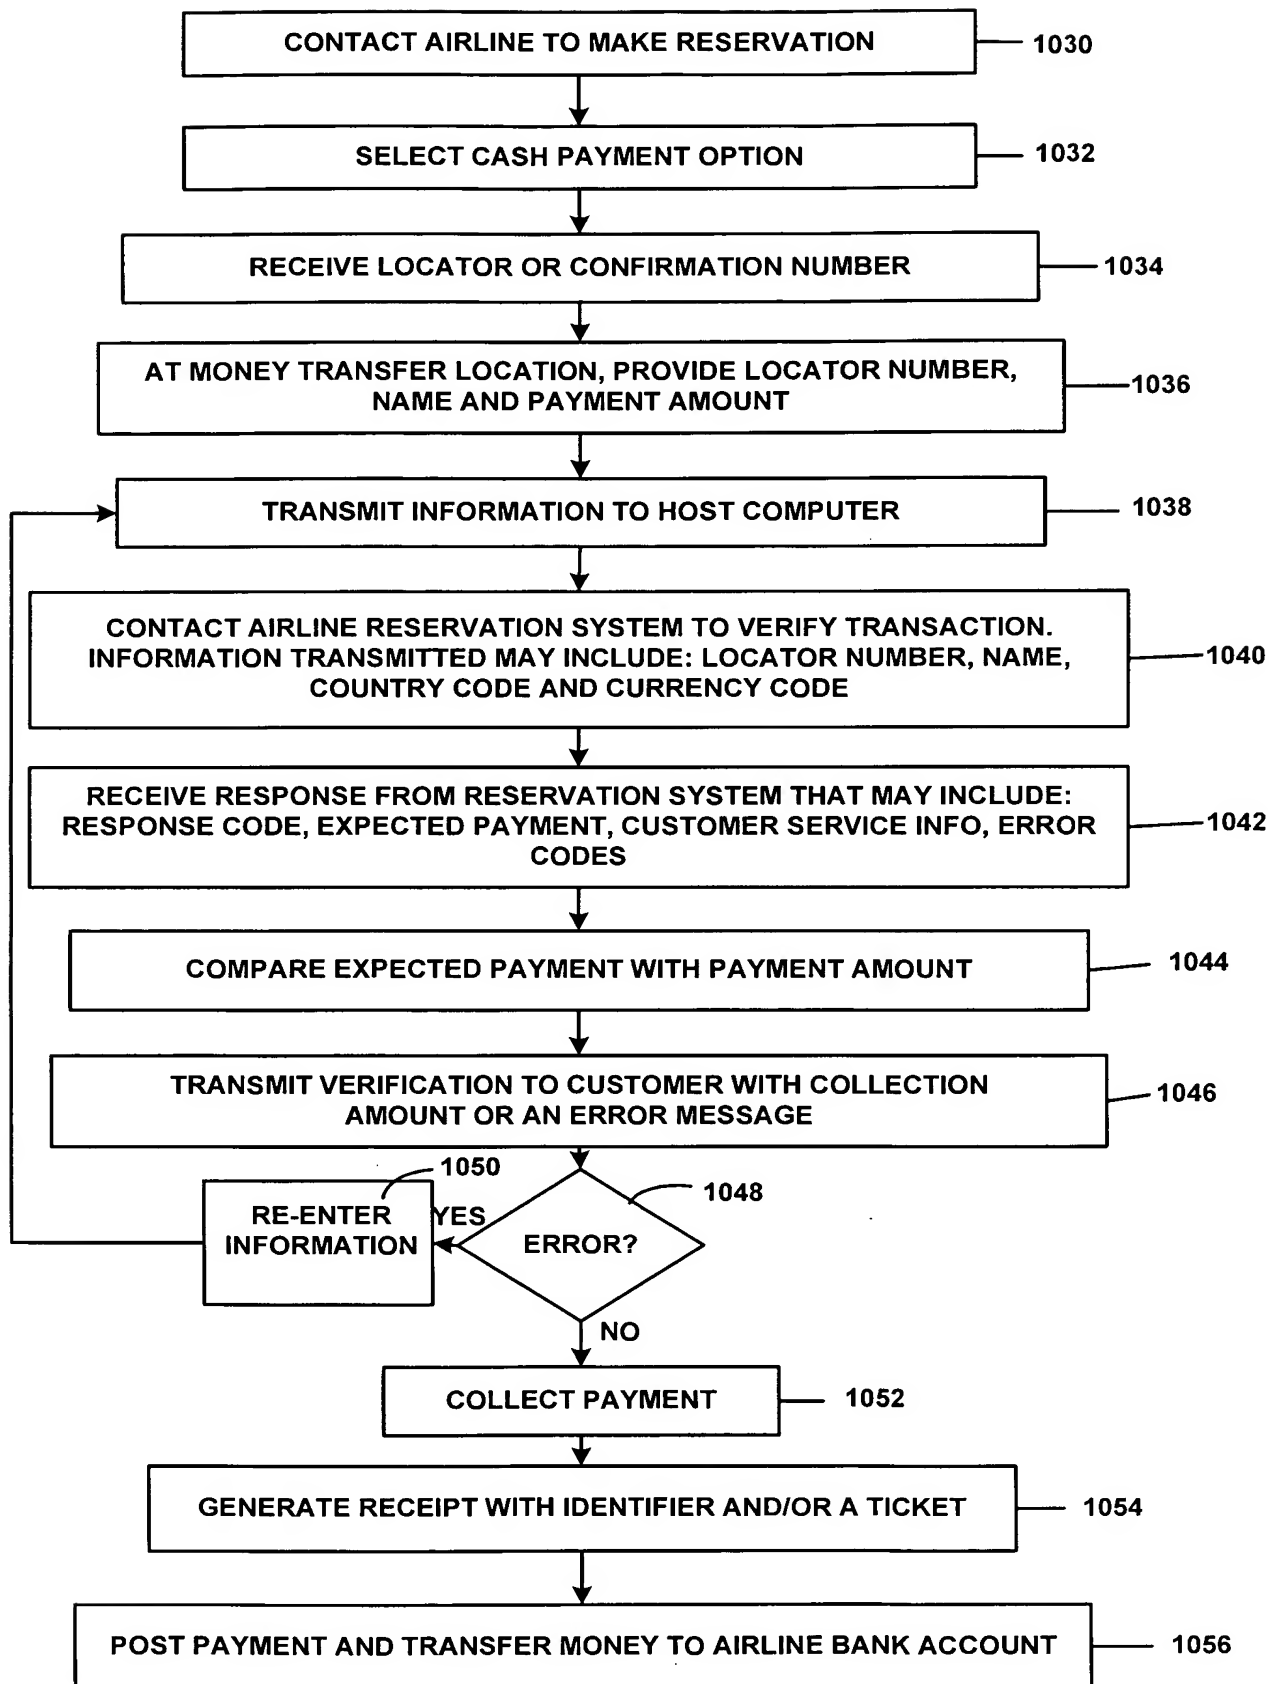 CONTACT AIRLINE TO MAKE RESERVATION
1030
SELECT CASH PAYMENT OPTION
1032
RECEIVE LOCATOR OR CONFIRMATION NUMBER
1034
AT MONEY TRANSFER LOCATION, PROVIDE LOCATOR NUMBER,
NAME AND PAYMENT AMOUNT
1036
TRANSMIT INFORMATION TO HOST COMPUTER
1038
CONTACT AIRLINE RESERVATION SYSTEM TO VERIFY TRANSACTION.
INFORMATION TRANSMITTED MAY INCLUDE: LOCATOR NUMBER, NAME,
COUNTRY CODE AND CURRENCY CODE
1040
RECEIVE RESPONSE FROM RESERVATION SYSTEM THAT MAY INCLUDE:
RESPONSE CODE, EXPECTED PAYMENT, CUSTOMER SERVICE INFO, ERROR
CODES
1042
COMPARE EXPECTED PAYMENT WITH PAYMENT AMOUNT
1044
TRANSMIT VERIFICATION TO CUSTOMER WITH COLLECTION
AMOUNT OR AN ERROR MESSAGE
1046
1050
RE-ENTER
INFORMATION
YES
ERROR?
1048
NO
COLLECT PAYMENT
1052
GENERATE RECEIPT WITH IDENTIFIER AND/OR A TICKET
1054
POST PAYMENT AND TRANSFER MONEY TO AIRLINE BANK ACCOUNT
1056